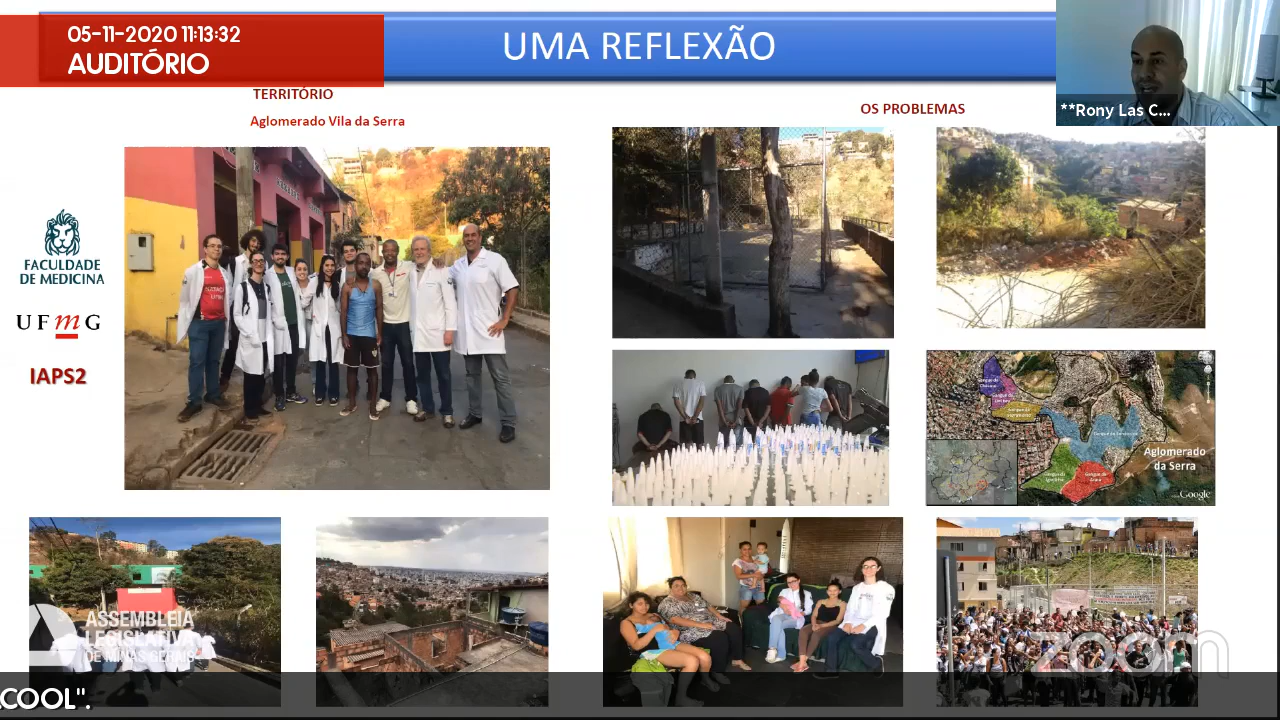 05-11-2020 11:13:32
AUDITÓRIO
UMA REFLEXÃO
**Rony Las C...
TERRITÓRIO
Aglomerado Vila da Serra
OS PROBLEMAS
FACULDADE
DE MEDICINA
UFmG
IAPS2
Aglomerado
da Serra
Google
ASSEMBLEIA
LEGISLATIVA
DE MINAS GERAIS
zoom
COOL".